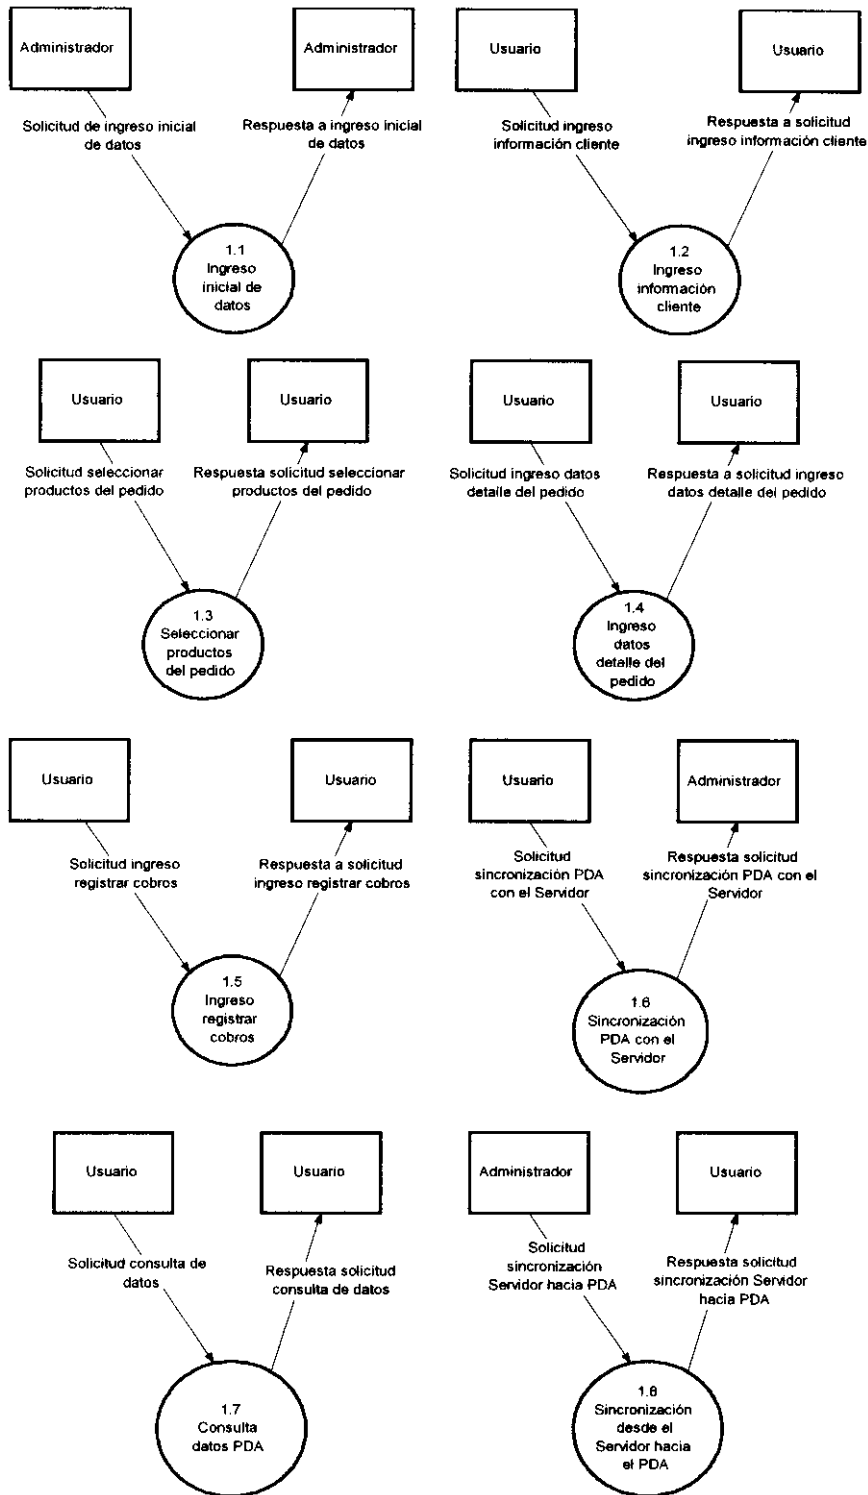 Administrador
Administrador
Solicitud de ingreso inicial
de datos
Respuesta a ingreso inicial
de datos
1.1
Ingreso
inicial de
datos
Usuario
Usuario
Solicitud ingreso
información cliente
Respuesta a solicitud
ingreso información cliente
1.2
Ingreso
información
cliente
Usuario
Usuario
Solicitud seleccionar
productos del pedido
Respuesta solicitud seleccionar
productos del pedido
1.3
Seleccionar
productos
del pedido
Usuario
Usuario
Solicitud ingreso datos
detalle del pedido
Respuesta a solicitud ingreso
datos detalle del pedido
1.4
Ingreso
datos
detalle del
pedido
Usuario
Usuario
Solicitud ingreso
registrar cobros
Respuesta a solicitud
ingreso registrar cobros
1.5
Ingreso
registrar
cobros
Usuario
Administrador
Solicitud
sincronización PDA
con el Servidor
Respuesta solicitud
sincronización PDA con el
Servidor
1.6
Sincronización
PDA con el
Servidor
Usuario
Usuario
Solicitud consulta de
datos
Respuesta solicitud
consulta de datos
1.7
Consulta
datos PDA
Administrador
Usuario
Solicitud
sincronización
Servidor hacia PDA
Respuesta solicitud
sincronización Servidor
hacia PDA
1.8
Sincronización
desde el
Servidor hacia
el PDA